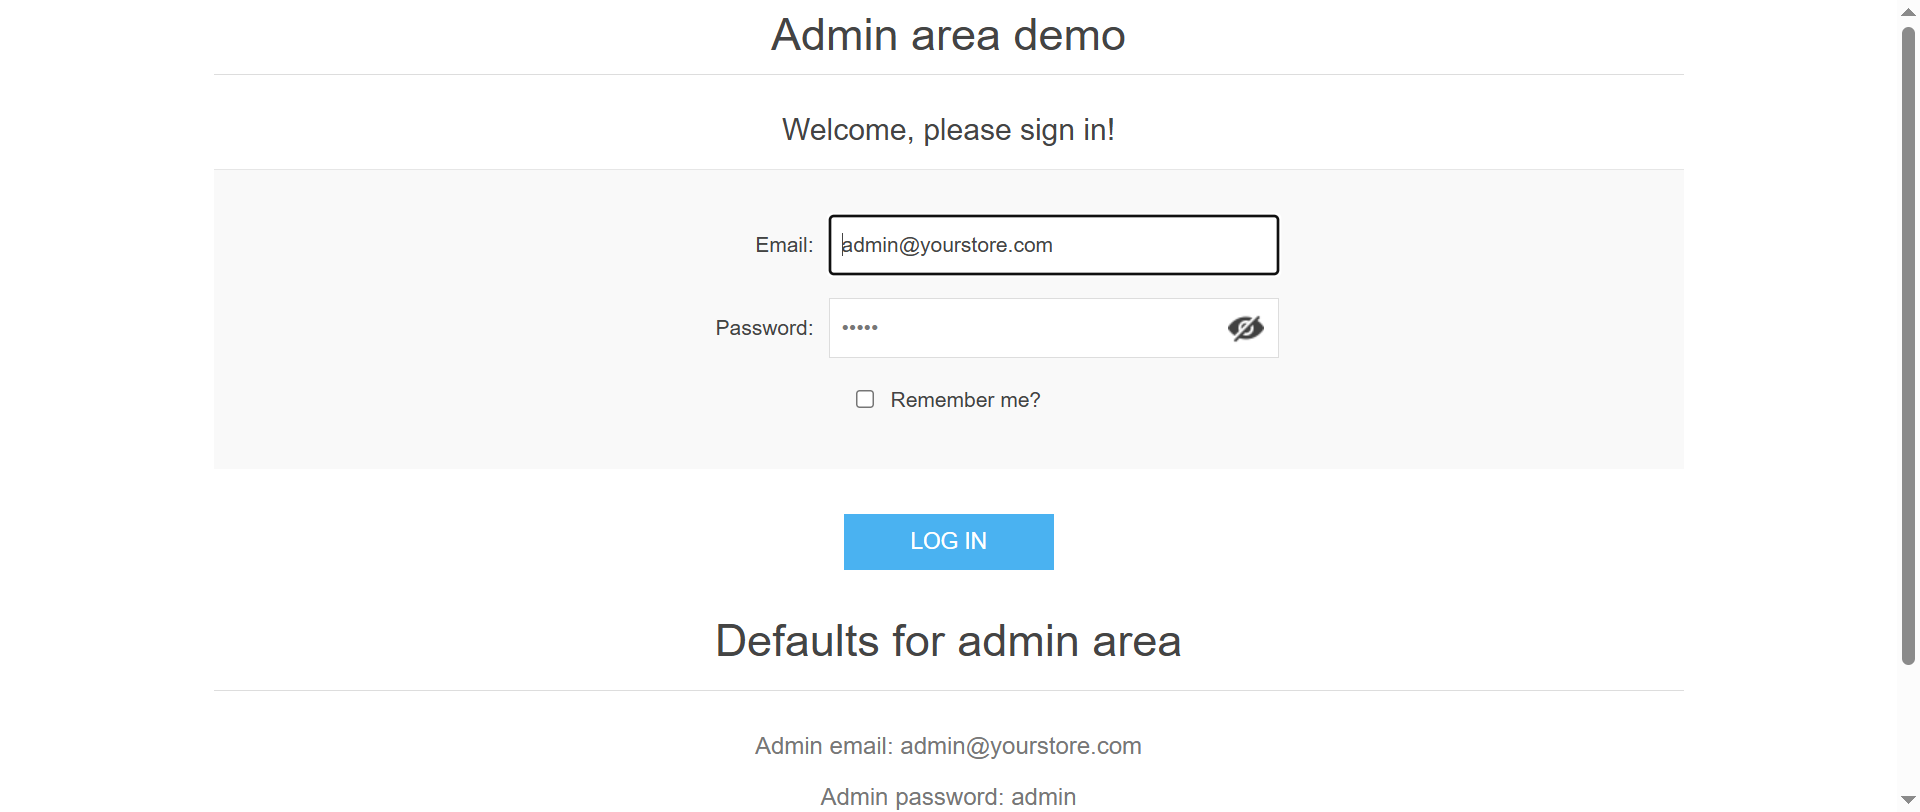 Admin area demo
Welcome, please sign in!
Email: admin@yourstore.com
Password: •••••
Remember me?
LOG IN
Defaults for admin area
Admin email: admin@yourstore.com
Admin password: admin